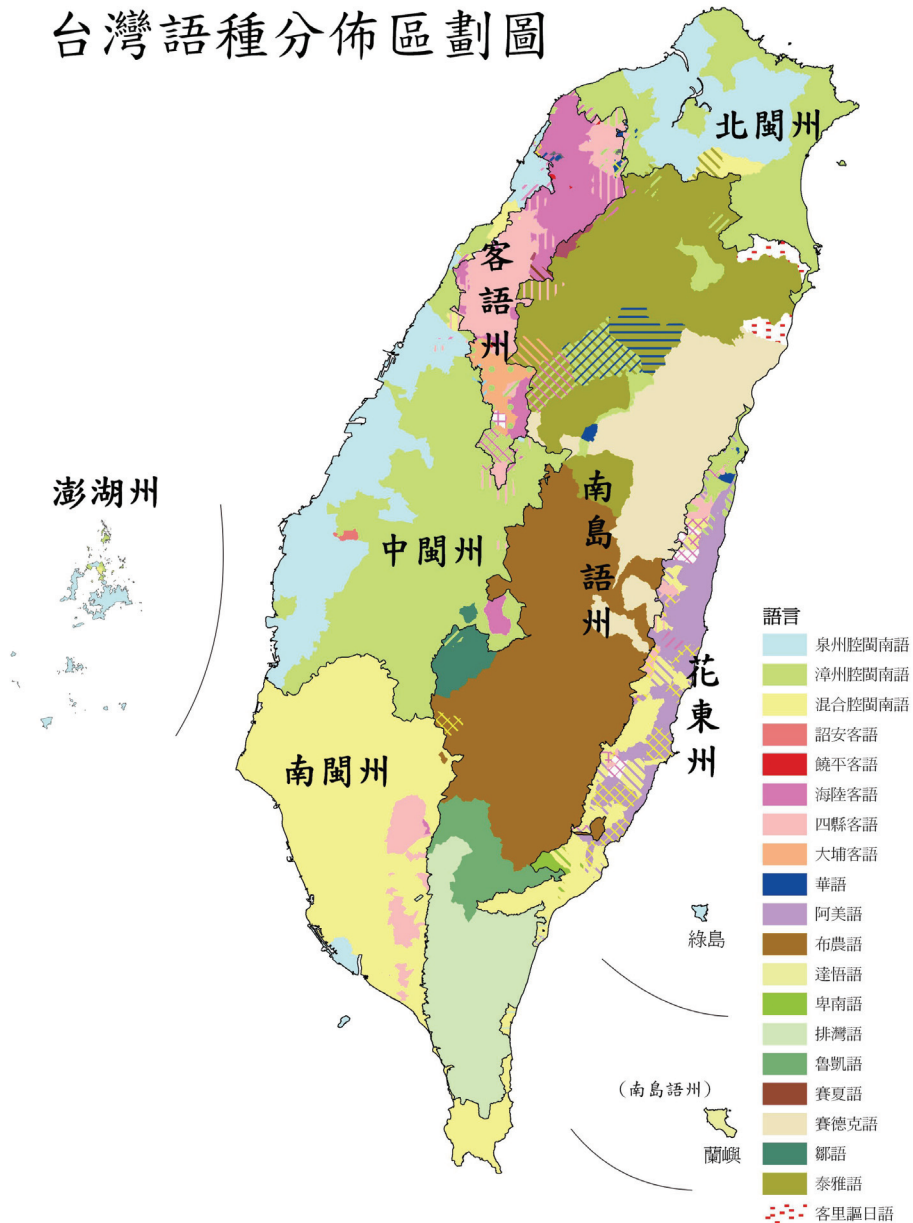 台灣語種分佈區劃圖
北閩州
客語州
澎湖州
中閩州
南島語州
花東州
南閩州
綠島
(南島語州)
蘭嶼
語言
泉州腔閩南語
漳州腔閩南語
混合腔閩南語
詔安客語
饒平客語
海陸客語
四縣客語
大埔客語
華語
阿美語
布農語
達悟語
卑南語
排灣語
魯凱語
賽夏語
賽德克語
鄒語
泰雅語
客里謳日語